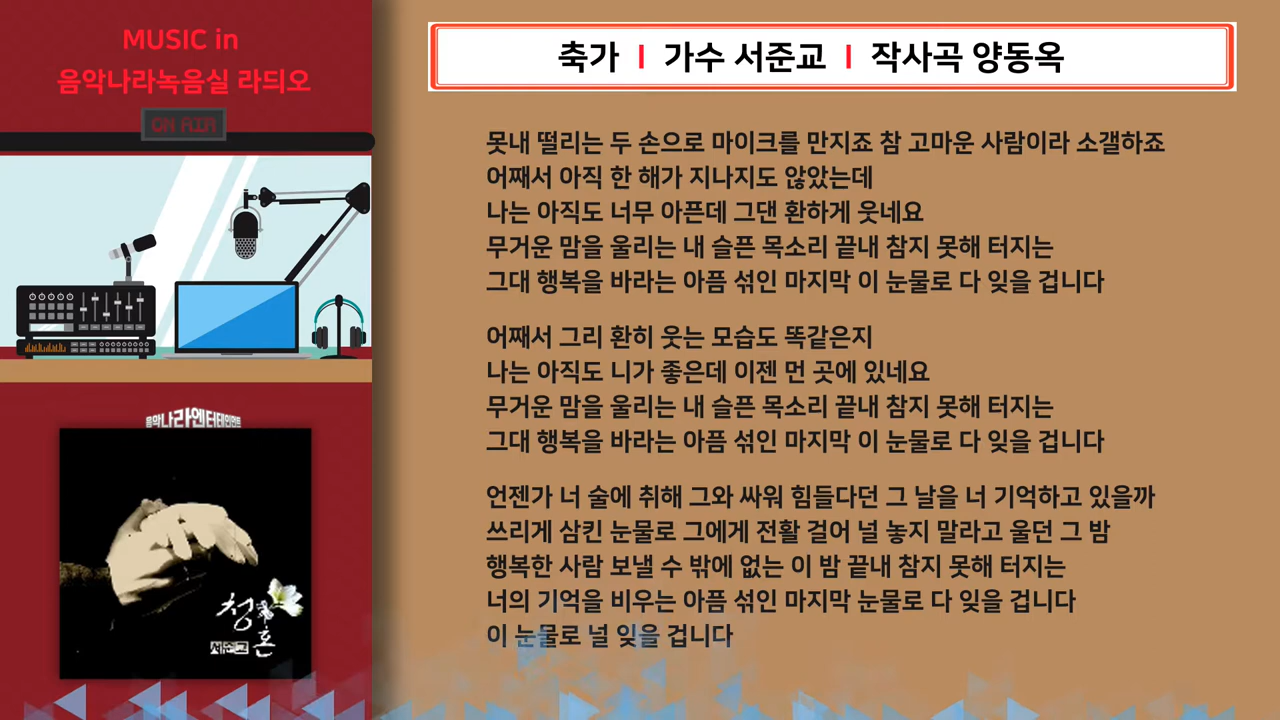 MUSIC in
음악나라녹음실 라듸오
ON AIR
음악나라엔터테인먼트
청혼
서준교
축가 I 가수 서준교 I 작사곡 양동옥
못내 떨리는 두 손으로 마이크를 만지죠 참 고마운 사람이라 소갤하죠
어째서 아직 한 해가 지나지도 않았는데
나는 아직도 너무 아픈데 그댄 환하게 웃네요
무거운 맘을 울리는 내 슬픈 목소리 끝내 참지 못해 터지는
그대 행복을 바라는 아픔 섞인 마지막 이 눈물로 다 잊을 겁니다
어째서 그리 환히 웃는 모습도 똑같은지
나는 아직도 니가 좋은데 이젠 먼 곳에 있네요
무거운 맘을 울리는 내 슬픈 목소리 끝내 참지 못해 터지는
그대 행복을 바라는 아픔 섞인 마지막 이 눈물로 다 잊을 겁니다
언젠가 너 술에 취해 그와 싸워 힘들다던 그 날을 너 기억하고 있을까
쓰리게 삼킨 눈물로 그에게 전활 걸어 널 놓지 말라고 울던 그 밤
행복한 사람 보낼 수 밖에 없는 이 밤 끝내 참지 못해 터지는
너의 기억을 비우는 아픔 섞인 마지막 눈물로 다 잊을 겁니다
이 눈물로 널 잊을 겁니다